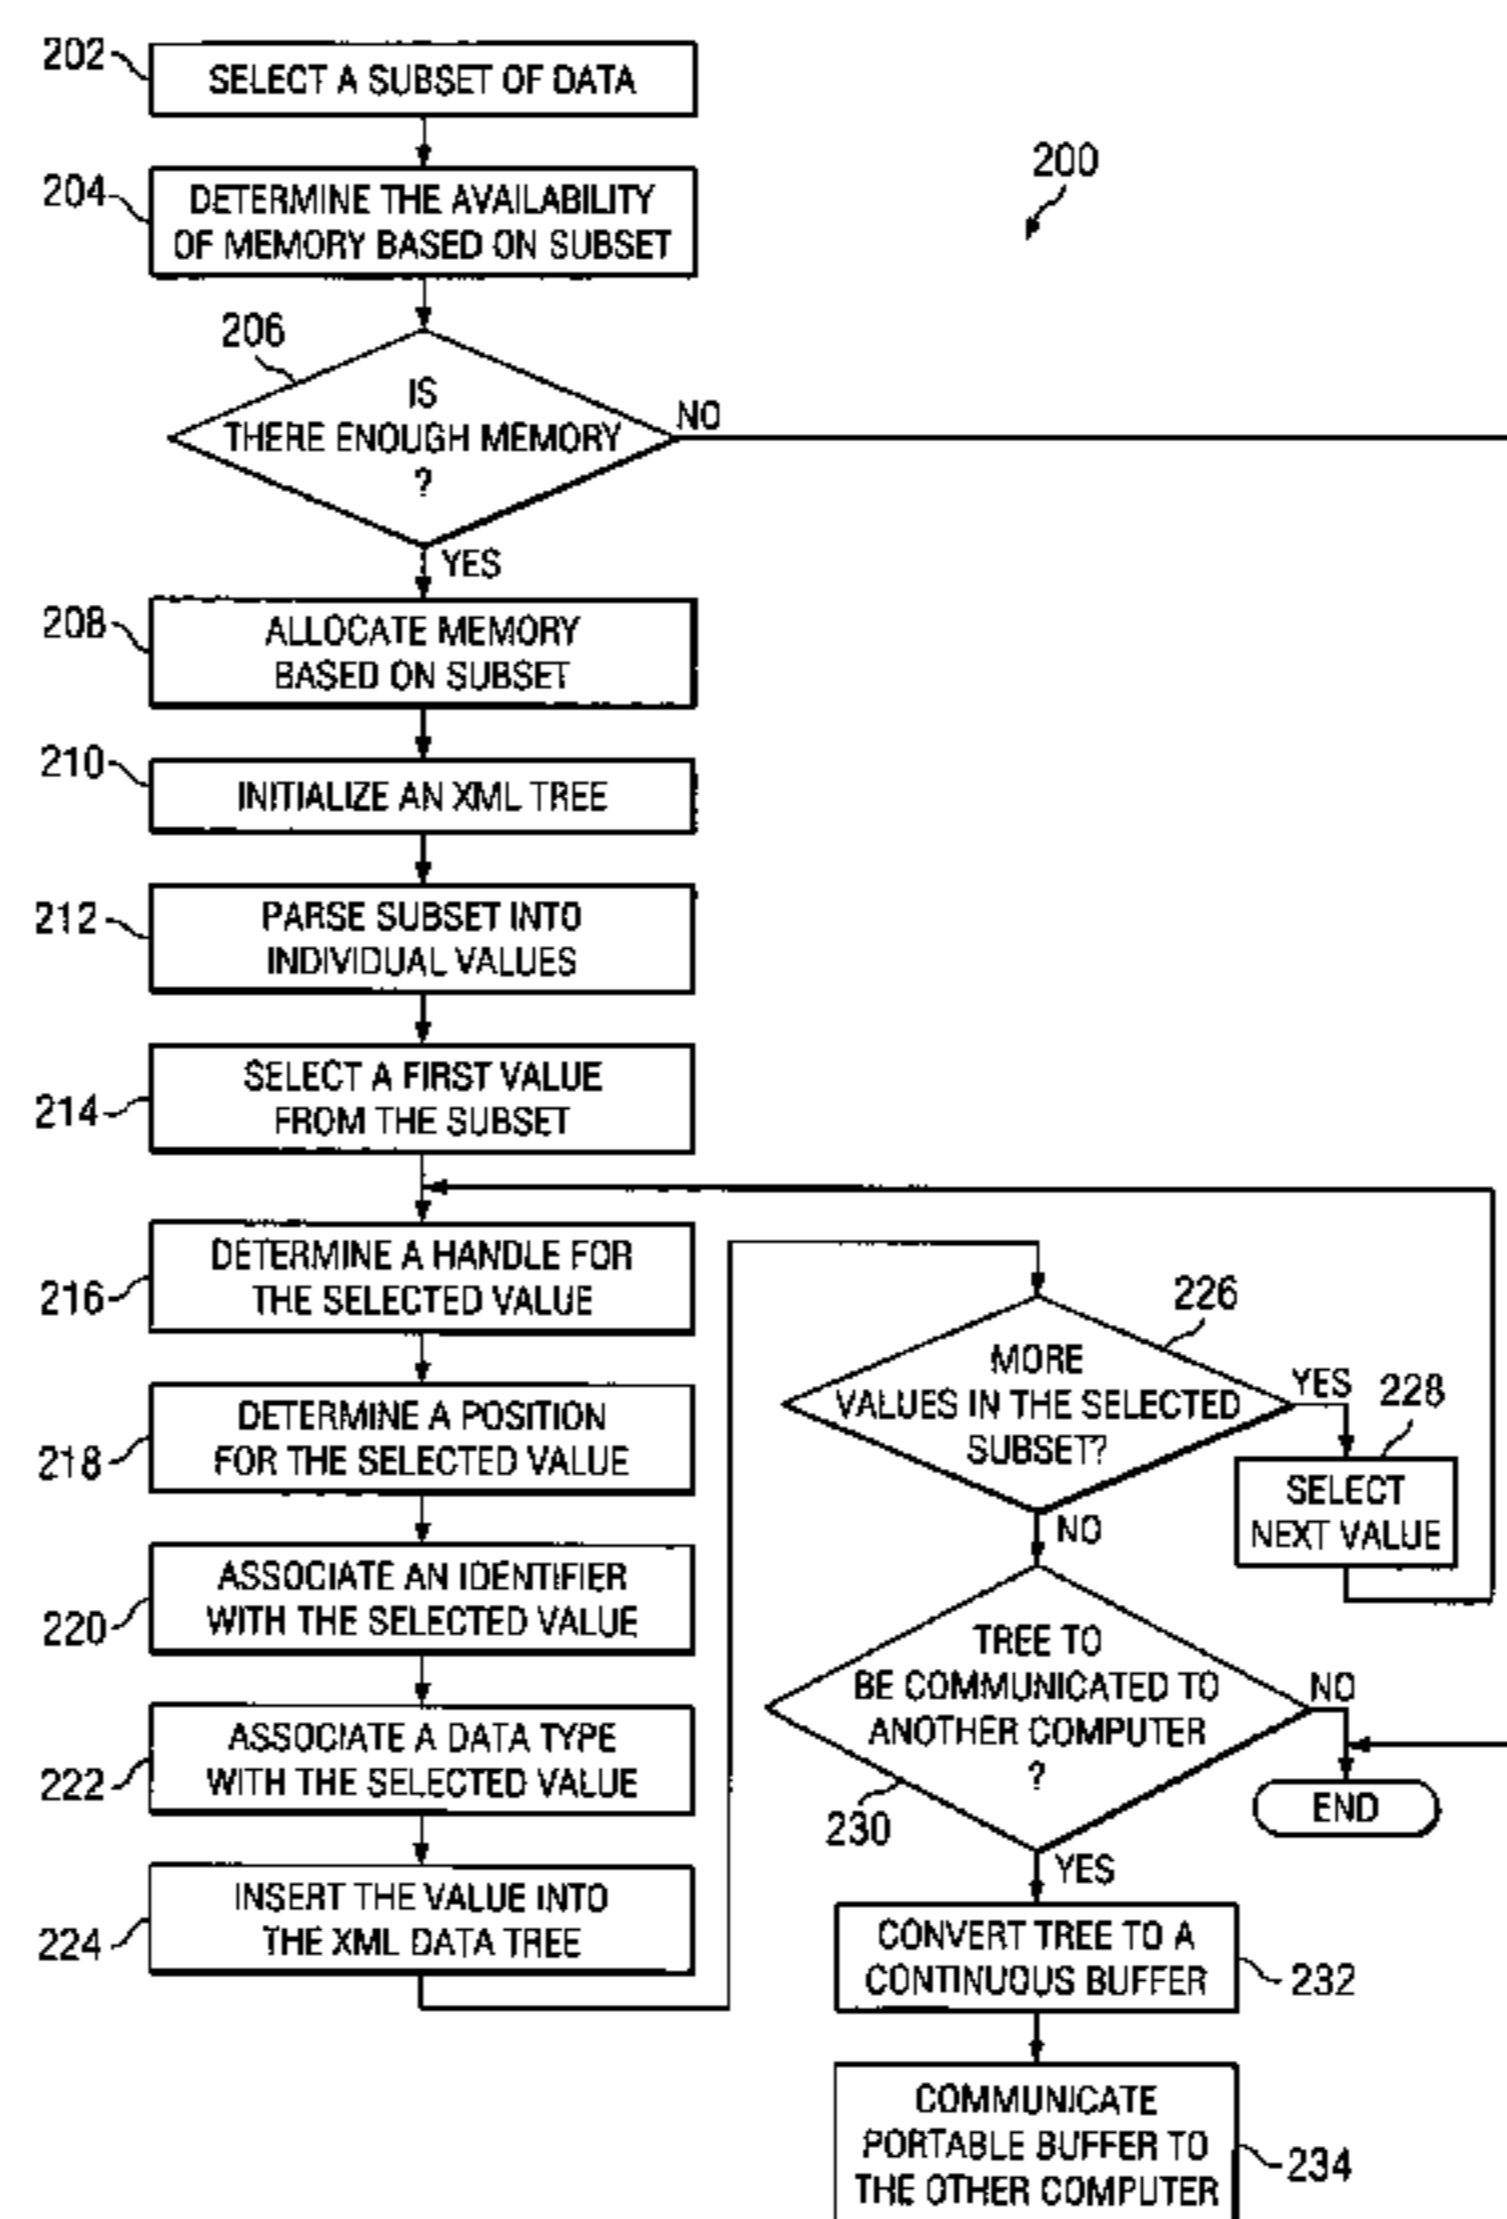 202
SELECT A SUBSET OF DATA
204
DETERMINE THE AVAILABILITY
OF MEMORY BASED ON SUBSET
200
206
IS
THERE ENOUGH MEMORY
?
NO
YES
208
ALLOCATE MEMORY
BASED ON SUBSET
210
INITIALIZE AN XML TREE
212
PARSE SUBSET INTO
INDIVIDUAL VALUES
214
SELECT A FIRST VALUE
FROM THE SUBSET
216
DETERMINE A HANDLE FOR
THE SELECTED VALUE
218
DETERMINE A POSITION
FOR THE SELECTED VALUE
220
ASSOCIATE AN IDENTIFIER
WITH THE SELECTED VALUE
222
ASSOCIATE A DATA TYPE
WITH THE SELECTED VALUE
224
INSERT THE VALUE INTO
THE XML DATA TREE
226
MORE
VALUES IN THE SELECTED
SUBSET?
YES
228
SELECT
NEXT VALUE
NO
TREE TO
BE COMMUNICATED TO
ANOTHER COMPUTER
?
NO
230
END
YES
CONVERT TREE TO A
CONTINUOUS BUFFER
232
COMMUNICATE
PORTABLE BUFFER TO
THE OTHER COMPUTER
234